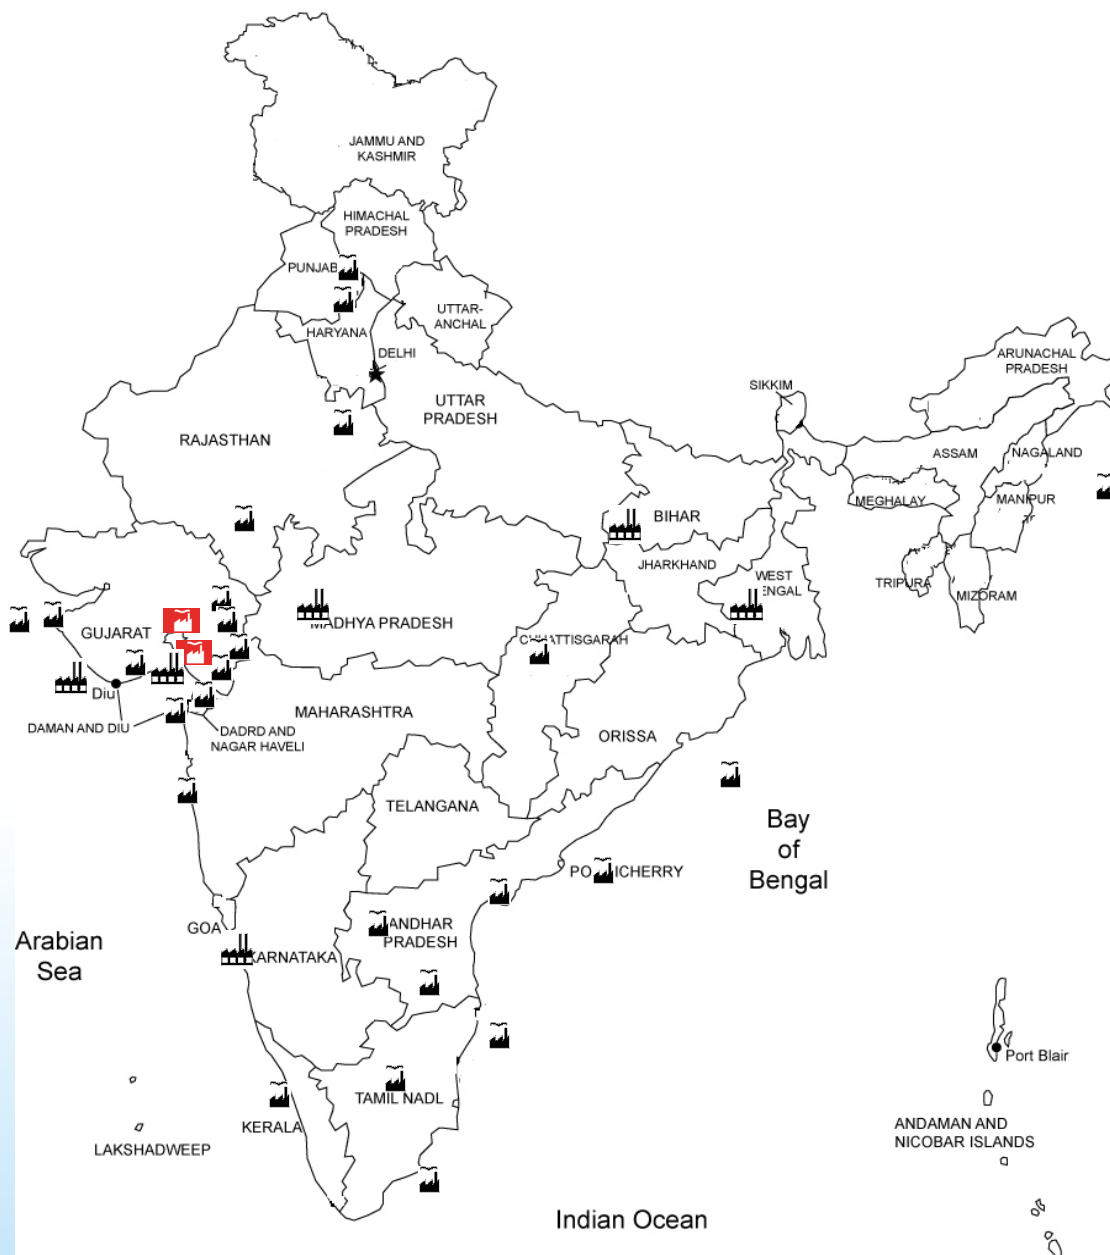 JAMMU AND
KASHMIR
HIMACHAL
PRADESH
PUNJAB
UTTAR-
ANCHAL
HARYANA
DELHI
ARUNACHAL
PRADESH
SIKKIM
UTTAR
PRADESH
RAJASTHAN
ASSAM
NAGALAND
MEGHALAY
MANIPUR
BIHAR
JHARKHAND
WEST
TRIPURA
MIZORAM
GUJARAT
PRADESH
Diu
DAMAN AND DIU
DADRD AND
NAGAR HAVELI
MAHARASHTRA
ORISSA
TELANGANA
Bay
of
Bengal
GOA
ANDHAR
PRADESH
Arabian
Sea
KARNATAKA
Port Blair
TAMIL NADL
KERALA
LAKSHADWEEP
ANDAMAN AND
NICOBAR ISLANDS
Indian Ocean